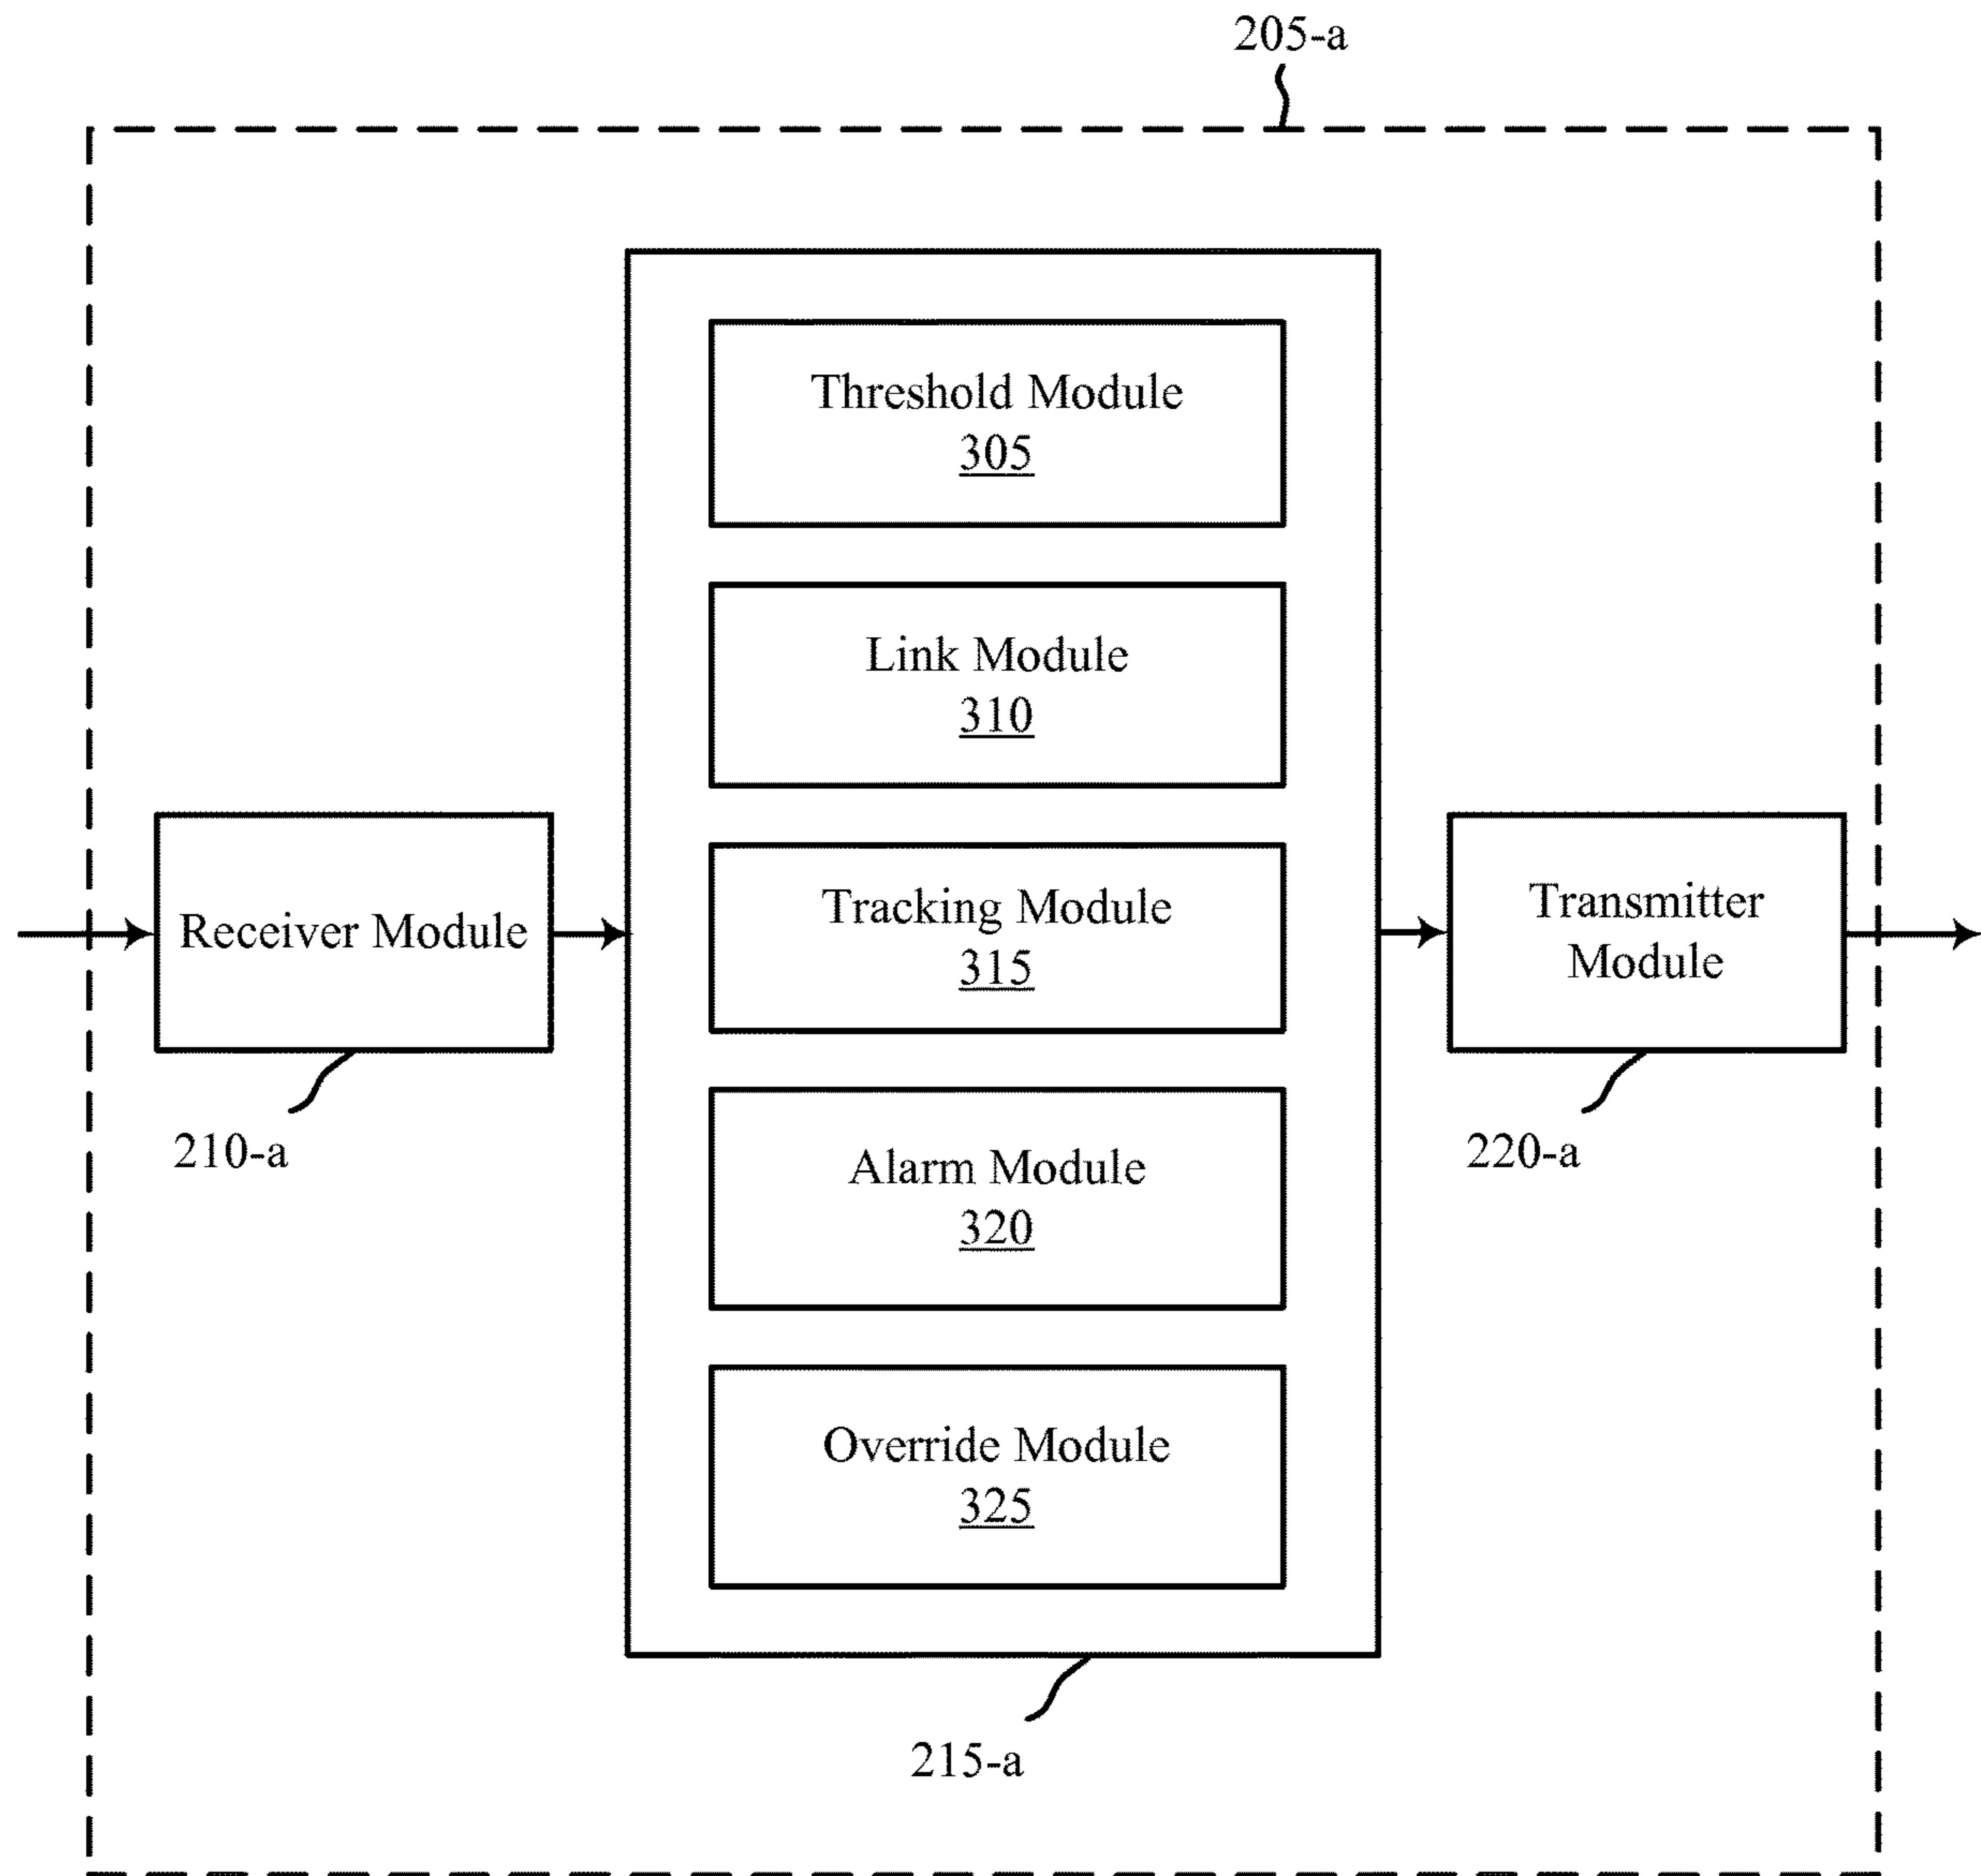 205-a
Threshold Module
305
Link Module
310
Receiver Module
210-a
Tracking Module
315
Transmitter
Module
220-a
Alarm Module
320
Override Module
325
215-a